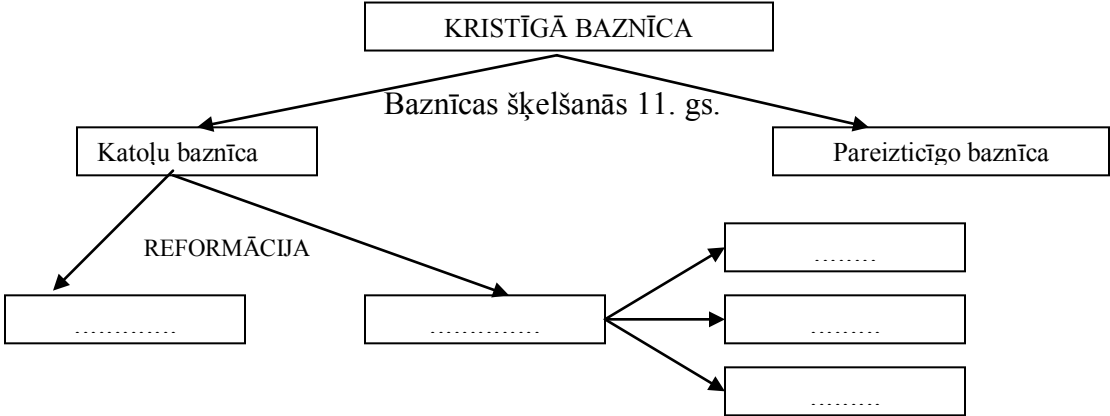 KRISTĪGĀ BAZNĪCA
Baznīcas šķelšanās 11. gs.
Katoļu baznīca
Pareizticīgo baznīca
REFORMĀCIJA
.............
..............
........
.........
.........